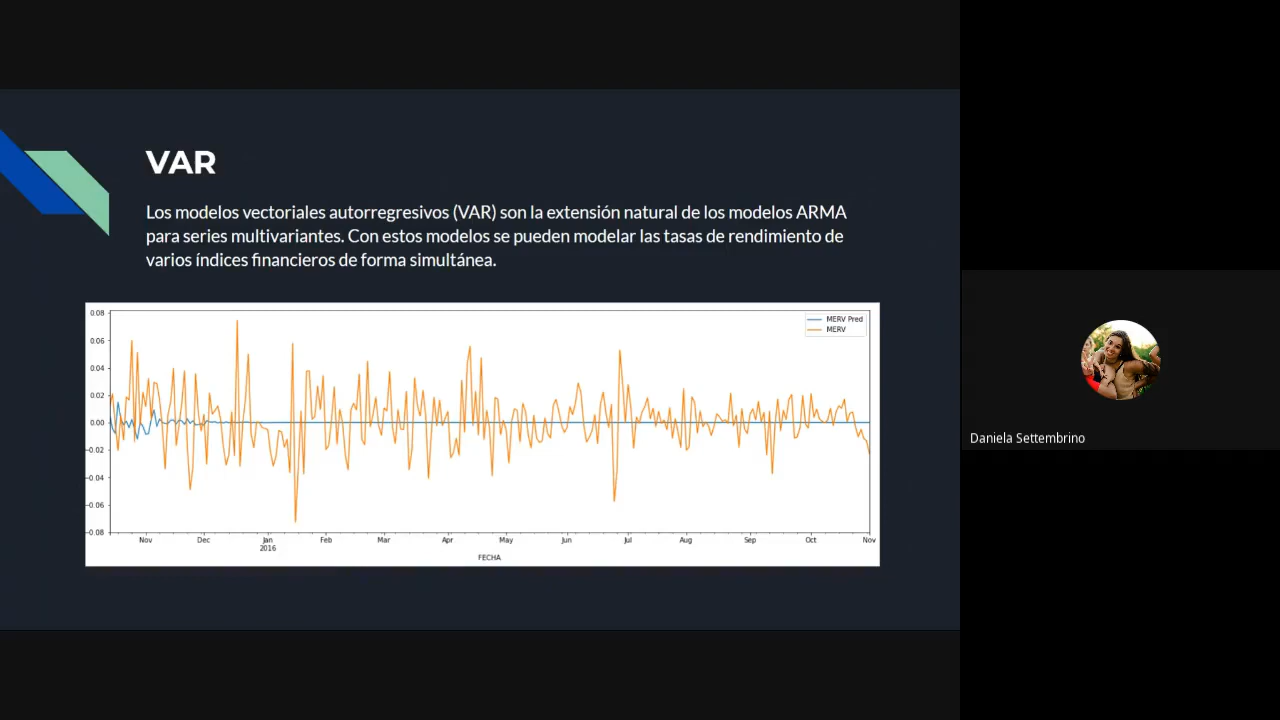 VAR
Los modelos vectoriales autorregresivos (VAR) son la extensión natural de los modelos ARMA
para series multivariantes. Con estos modelos se pueden modelar las tasas de rendimiento de
varios índices financieros de forma simultánea.
0.08
0.06
0.04
0.02
0.00
−0.02
−0.04
−0.06
−0.08
MERV Pred
MERV
Nov Dec Jan Feb Mar Apr May Jun Jul Aug Sep Oct Nov
2016
FECHA
Daniela Settembrino